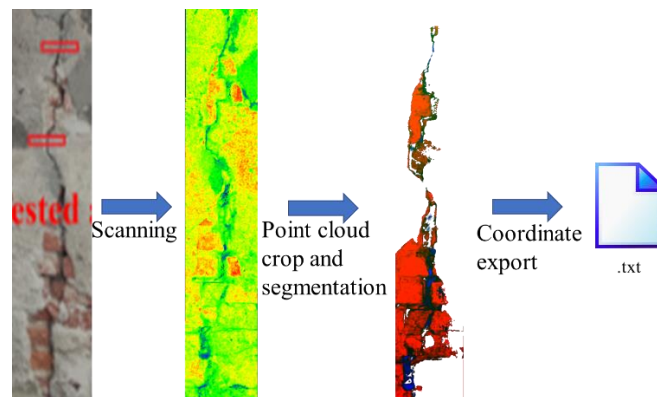 ested
Scanning
Point cloud
crop and
segmentation
Coordinate
export
.txt